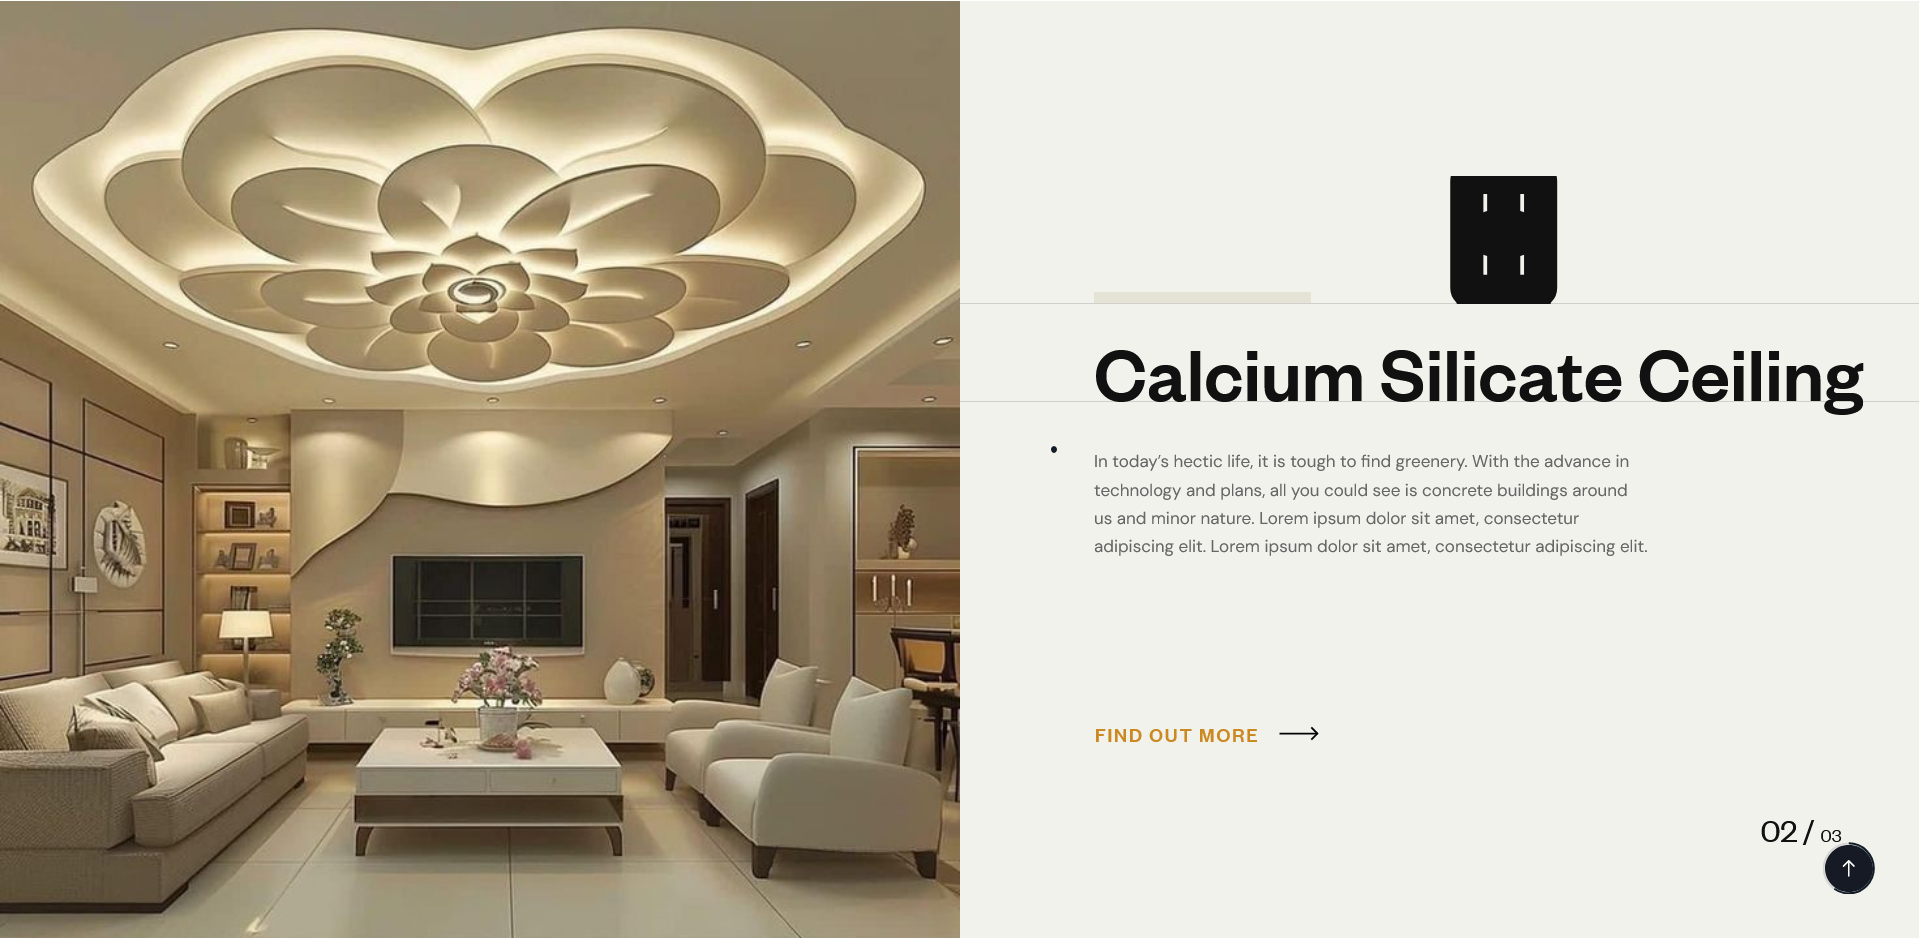 Calcium Silicate Ceiling
In today's hectic life, it is tough to find greenery. With the advance in
technology and plans, all you could see is concrete buildings around
us and minor nature. Lorem ipsum dolor sit amet, consectetur
adipiscing elit. Lorem ipsum dolor sit amet, consectetur adipiscing elit.
FIND OUT MORE
02 / 03